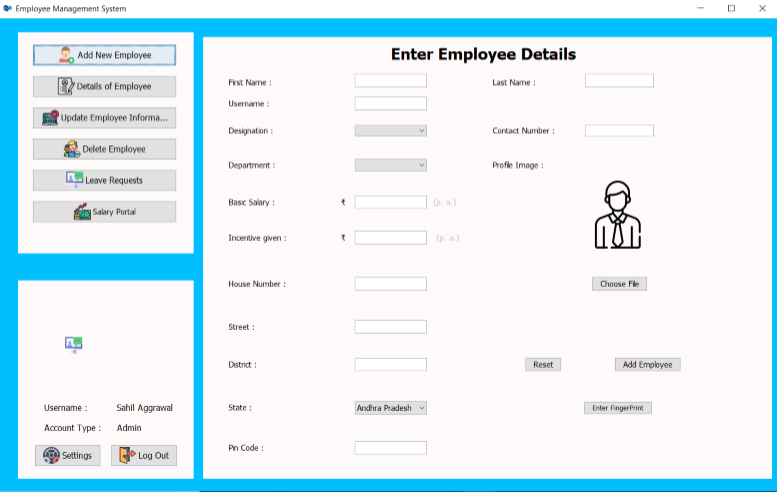 Employee Management System
Add New Employee
Details of Employee
Update Employee Informa...
Delete Employee
Leave Requests
Salary Portal
Username : Sahil Aggrawal
Account Type : Admin
Settings Log Out
Enter Employee Details
First Name : Last Name :
Username :
Designation : Contact Number :
Department : Profile Image :
Basic Salary : ₹ (p. a.)
Incentive given : ₹ (p. a.)
House Number : Choose File
Street :
District : Reset Add Employee
State : Andhra Pradesh Enter FingerPrint
Pin Code :